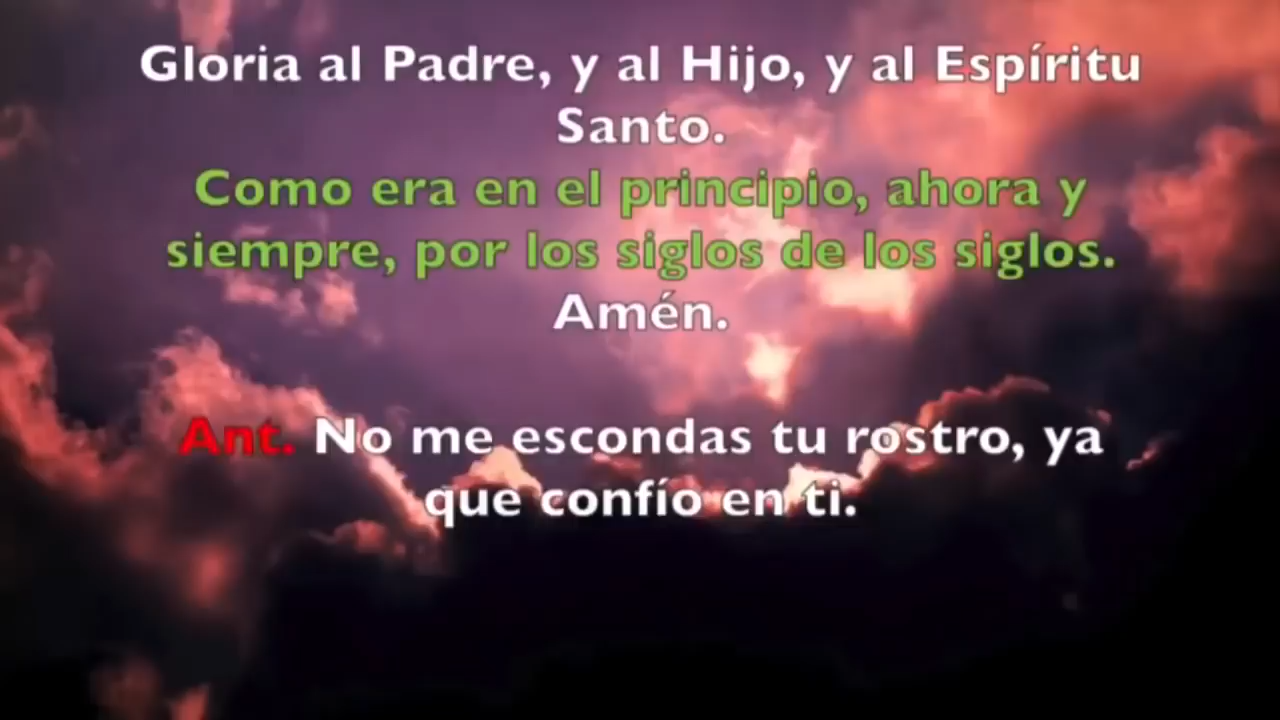 Gloria al Padre, y al Hijo, y al Espíritu
Santo.
Como era en el principio, ahora y
siempre, por los siglos de los siglos.
Amén.
Ant. No me escondas tu rostro, ya
que confío en ti.